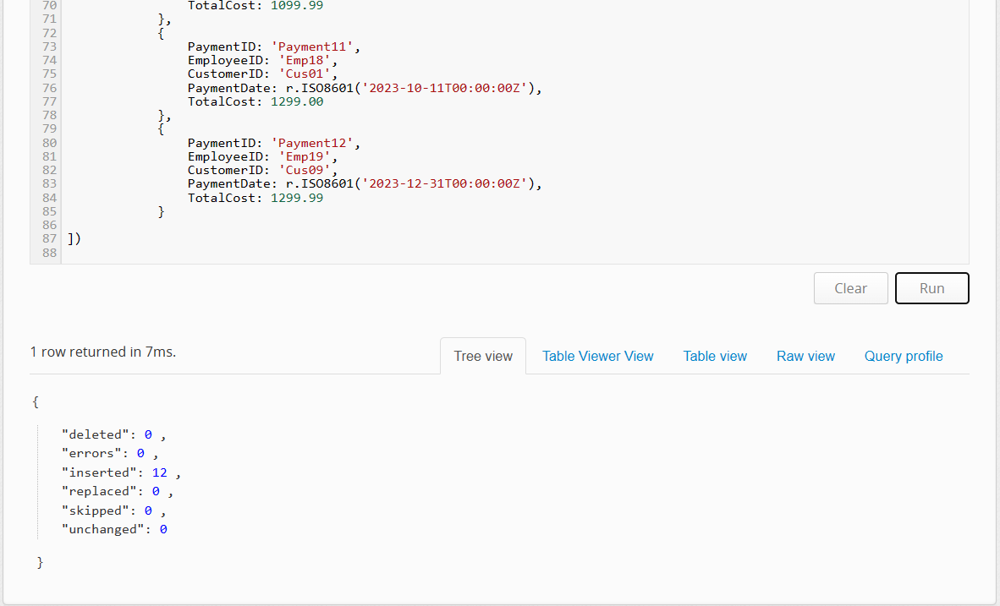 70 TotalCost: 1099.99
71 },
72 {
73 PaymentID: 'Payment11',
74 EmployeeID: 'Emp18',
75 CustomerID: 'Cus01',
76 PaymentDate: r.ISO8601('2023-10-11T00:00:00Z'),
77 TotalCost: 1299.00
78 },
79 {
80 PaymentID: 'Payment12',
81 EmployeeID: 'Emp19',
82 CustomerID: 'Cus09',
83 PaymentDate: r.ISO8601('2023-12-31T00:00:00Z'),
84 TotalCost: 1299.99
85 }
86
87 ])
88
Clear Run
1 row returned in 7ms. Tree view Table Viewer View Table view Raw view Query profile
{
"deleted": 0 ,
"errors": 0 ,
"inserted": 12 ,
"replaced": 0 ,
"skipped": 0 ,
"unchanged": 0
}